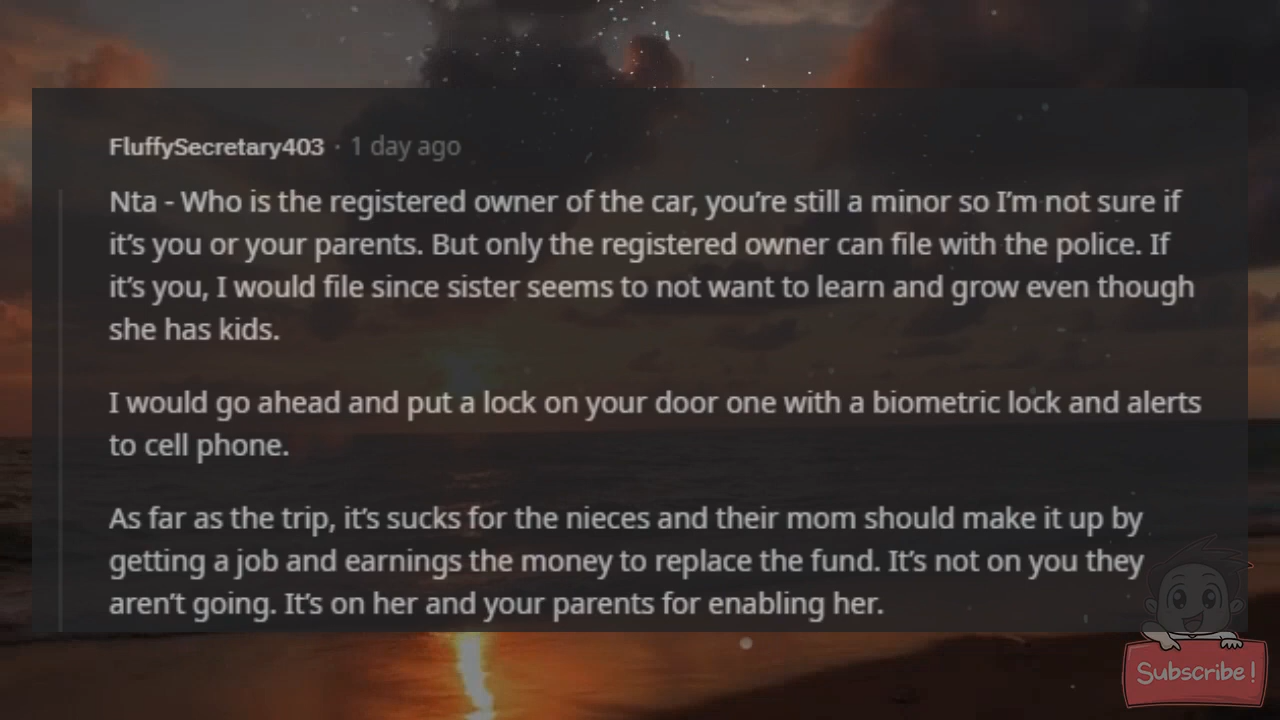 FluffySecretary403 · 1 day ago
Nta - Who is the registered owner of the car, you’re still a minor so I’m not sure if
it’s you or your parents. But only the registered owner can file with the police. If
it’s you, I would file since sister seems to not want to learn and grow even though
she has kids.
I would go ahead and put a lock on your door one with a biometric lock and alerts
to cell phone.
As far as the trip, it’s sucks for the nieces and their mom should make it up by
getting a job and earnings the money to replace the fund. It’s not on you they
aren’t going. It’s on her and your parents for enabling her.
Subscribe!